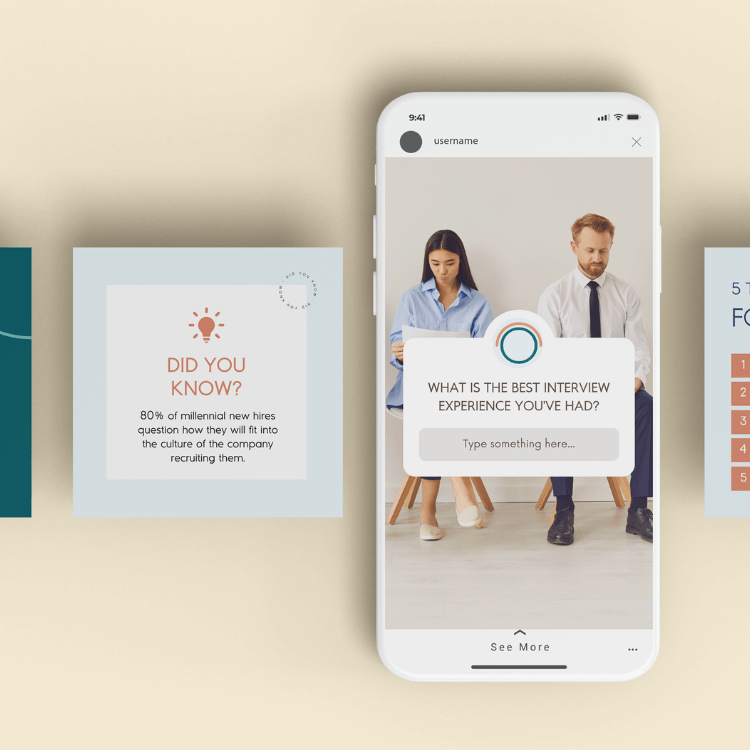 DID YOU KNOW DID YOU KNOW
DID YOU
KNOW?
80% of millennial new hires
question how they will fit into
the culture of the company
recruiting them.
9:41
username
WHAT IS THE BEST INTERVIEW
EXPERIENCE YOU'VE HAD?
Type something here...
See More
5 T
FO
1
2
3
4
5